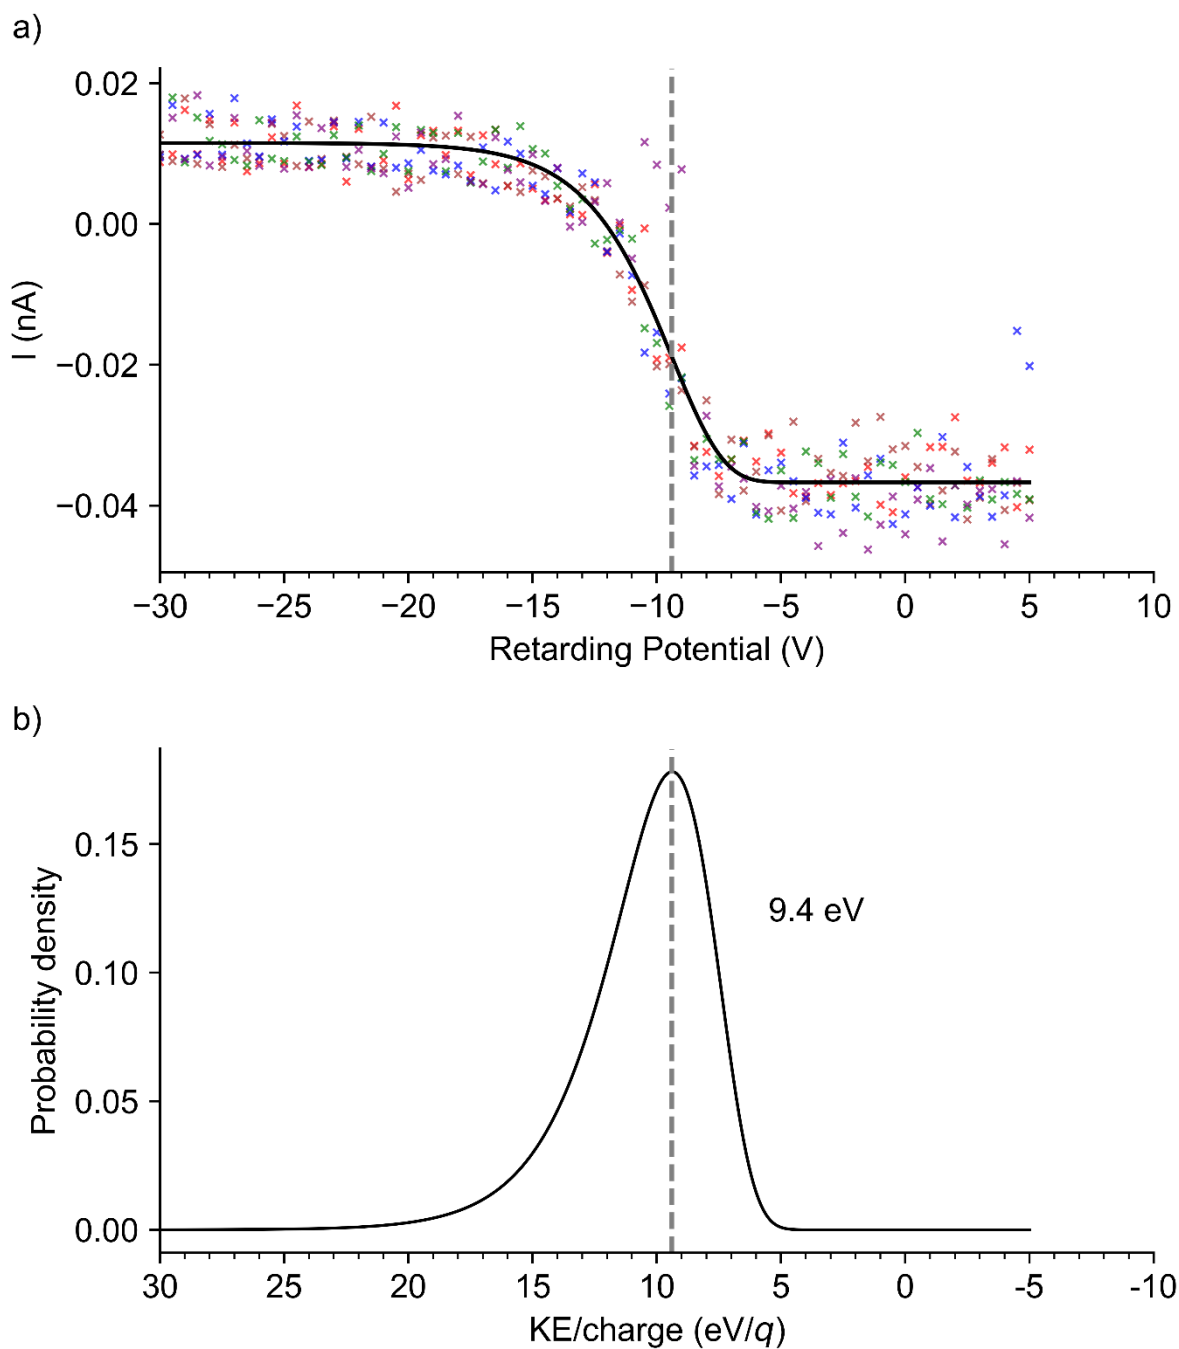 a)
0.02
0.00
−0.02
−0.04
I (nA)
−30 −25 −20 −15 −10 −5 0 5 10
Retarding Potential (V)
b)
0.15
0.10
0.05
0.00
Probability density
9.4 eV
30 25 20 15 10 5 0 -5 -10
KE/charge (eV/q)